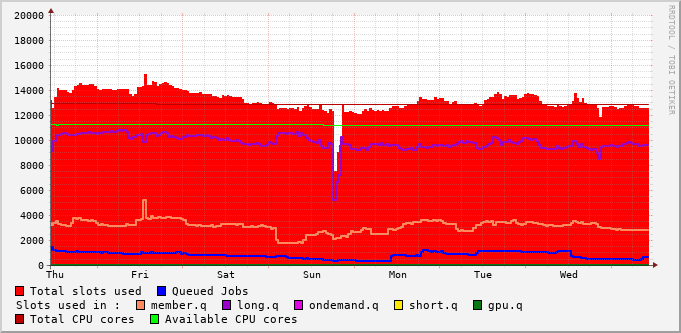 20000
18000
16000
14000
12000
10000
8000
6000
4000
2000
0
Thu Fri Sat Sun Mon Tue Wed
RRDTOOL / TOBI OETIKER
Total slots used Queued Jobs
Slots used in : member.q long.q ondemand.q short.q gpu.q
Total CPU cores Available CPU cores